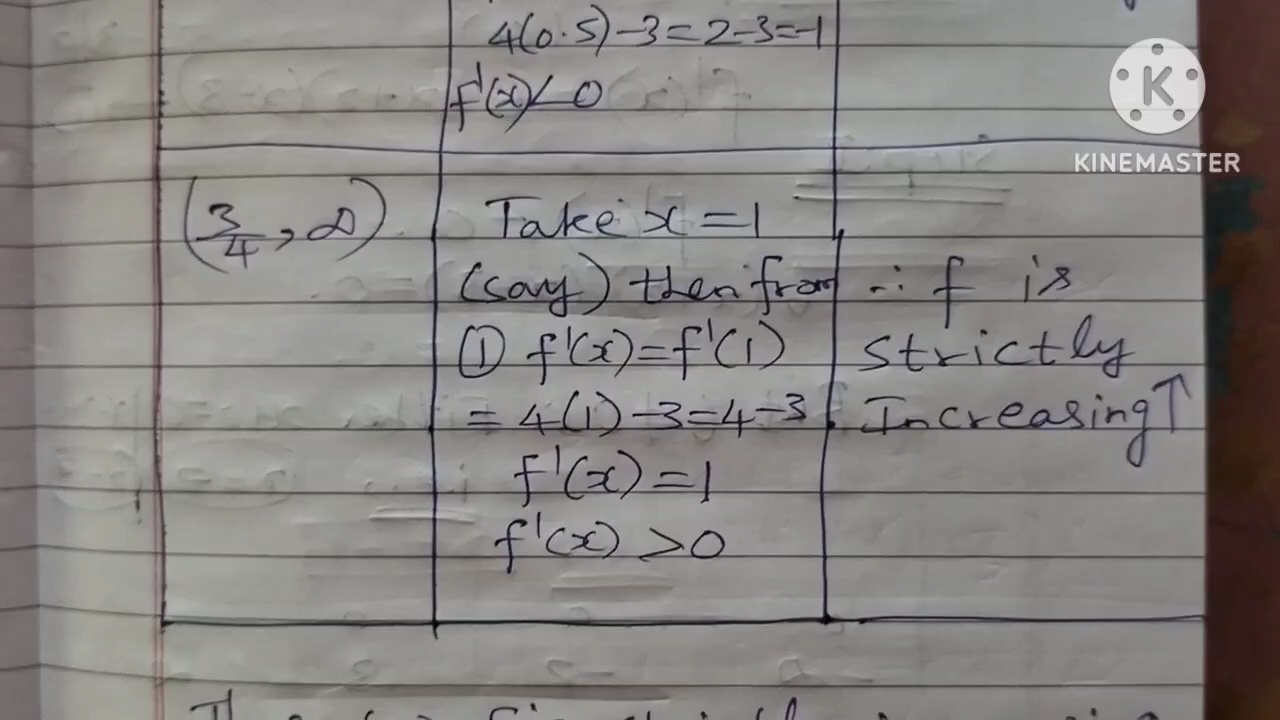 4(0.5)-3=2-3=-1
f'(x)<0
K
KINEMASTER
(3/4, ∞)
Take x=1
(say) then from
① f'(x)=f'(1)
=4(1)-3=4-3
f'(x)=1
f'(x)>0
∴ f is
strictly
Increasing↑